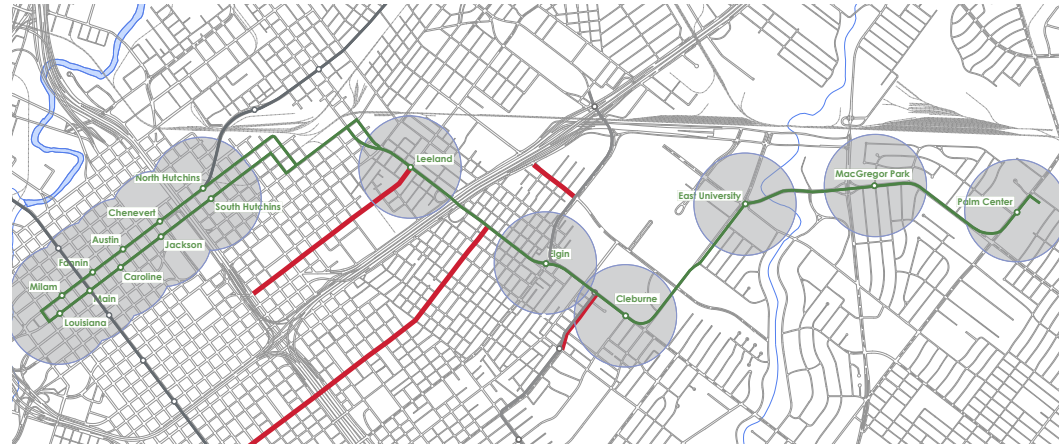 Leeland
North Hutchins
MacGregor Park
East University
South Hutchins
Palm Center
Chenevert
Austin
Jackson
Elgin
Fannin
Caroline
Milam
Main
Cleburne
Louisiana